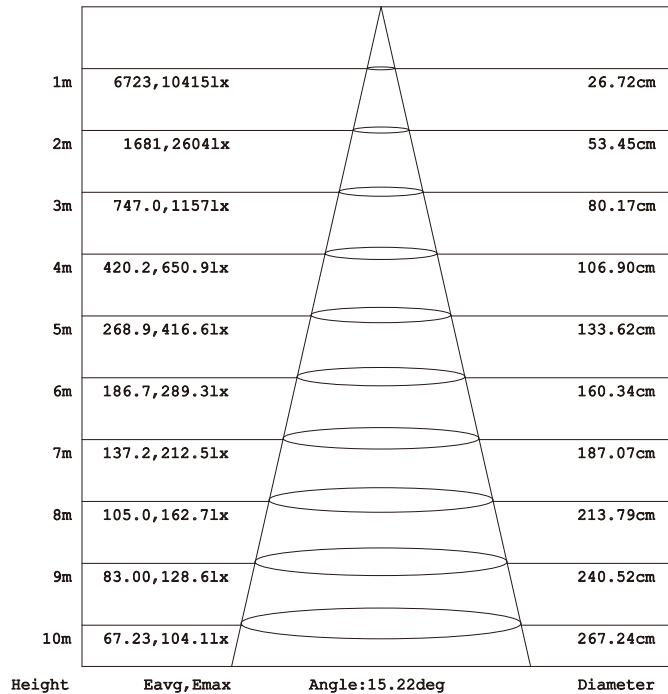 1m 6723,10415lx 26.72cm
2m 1681,2604lx 53.45cm
3m 747.0,1157lx 80.17cm
4m 420.2,650.9lx 106.90cm
5m 268.9,416.6lx 133.62cm
6m 186.7,289.3lx 160.34cm
7m 137.2,212.5lx 187.07cm
8m 105.0,162.7lx 213.79cm
9m 83.00,128.6lx 240.52cm
10m 67.23,104.1lx 267.24cm
Height Eavg,Emax Angle:15.22deg Diameter